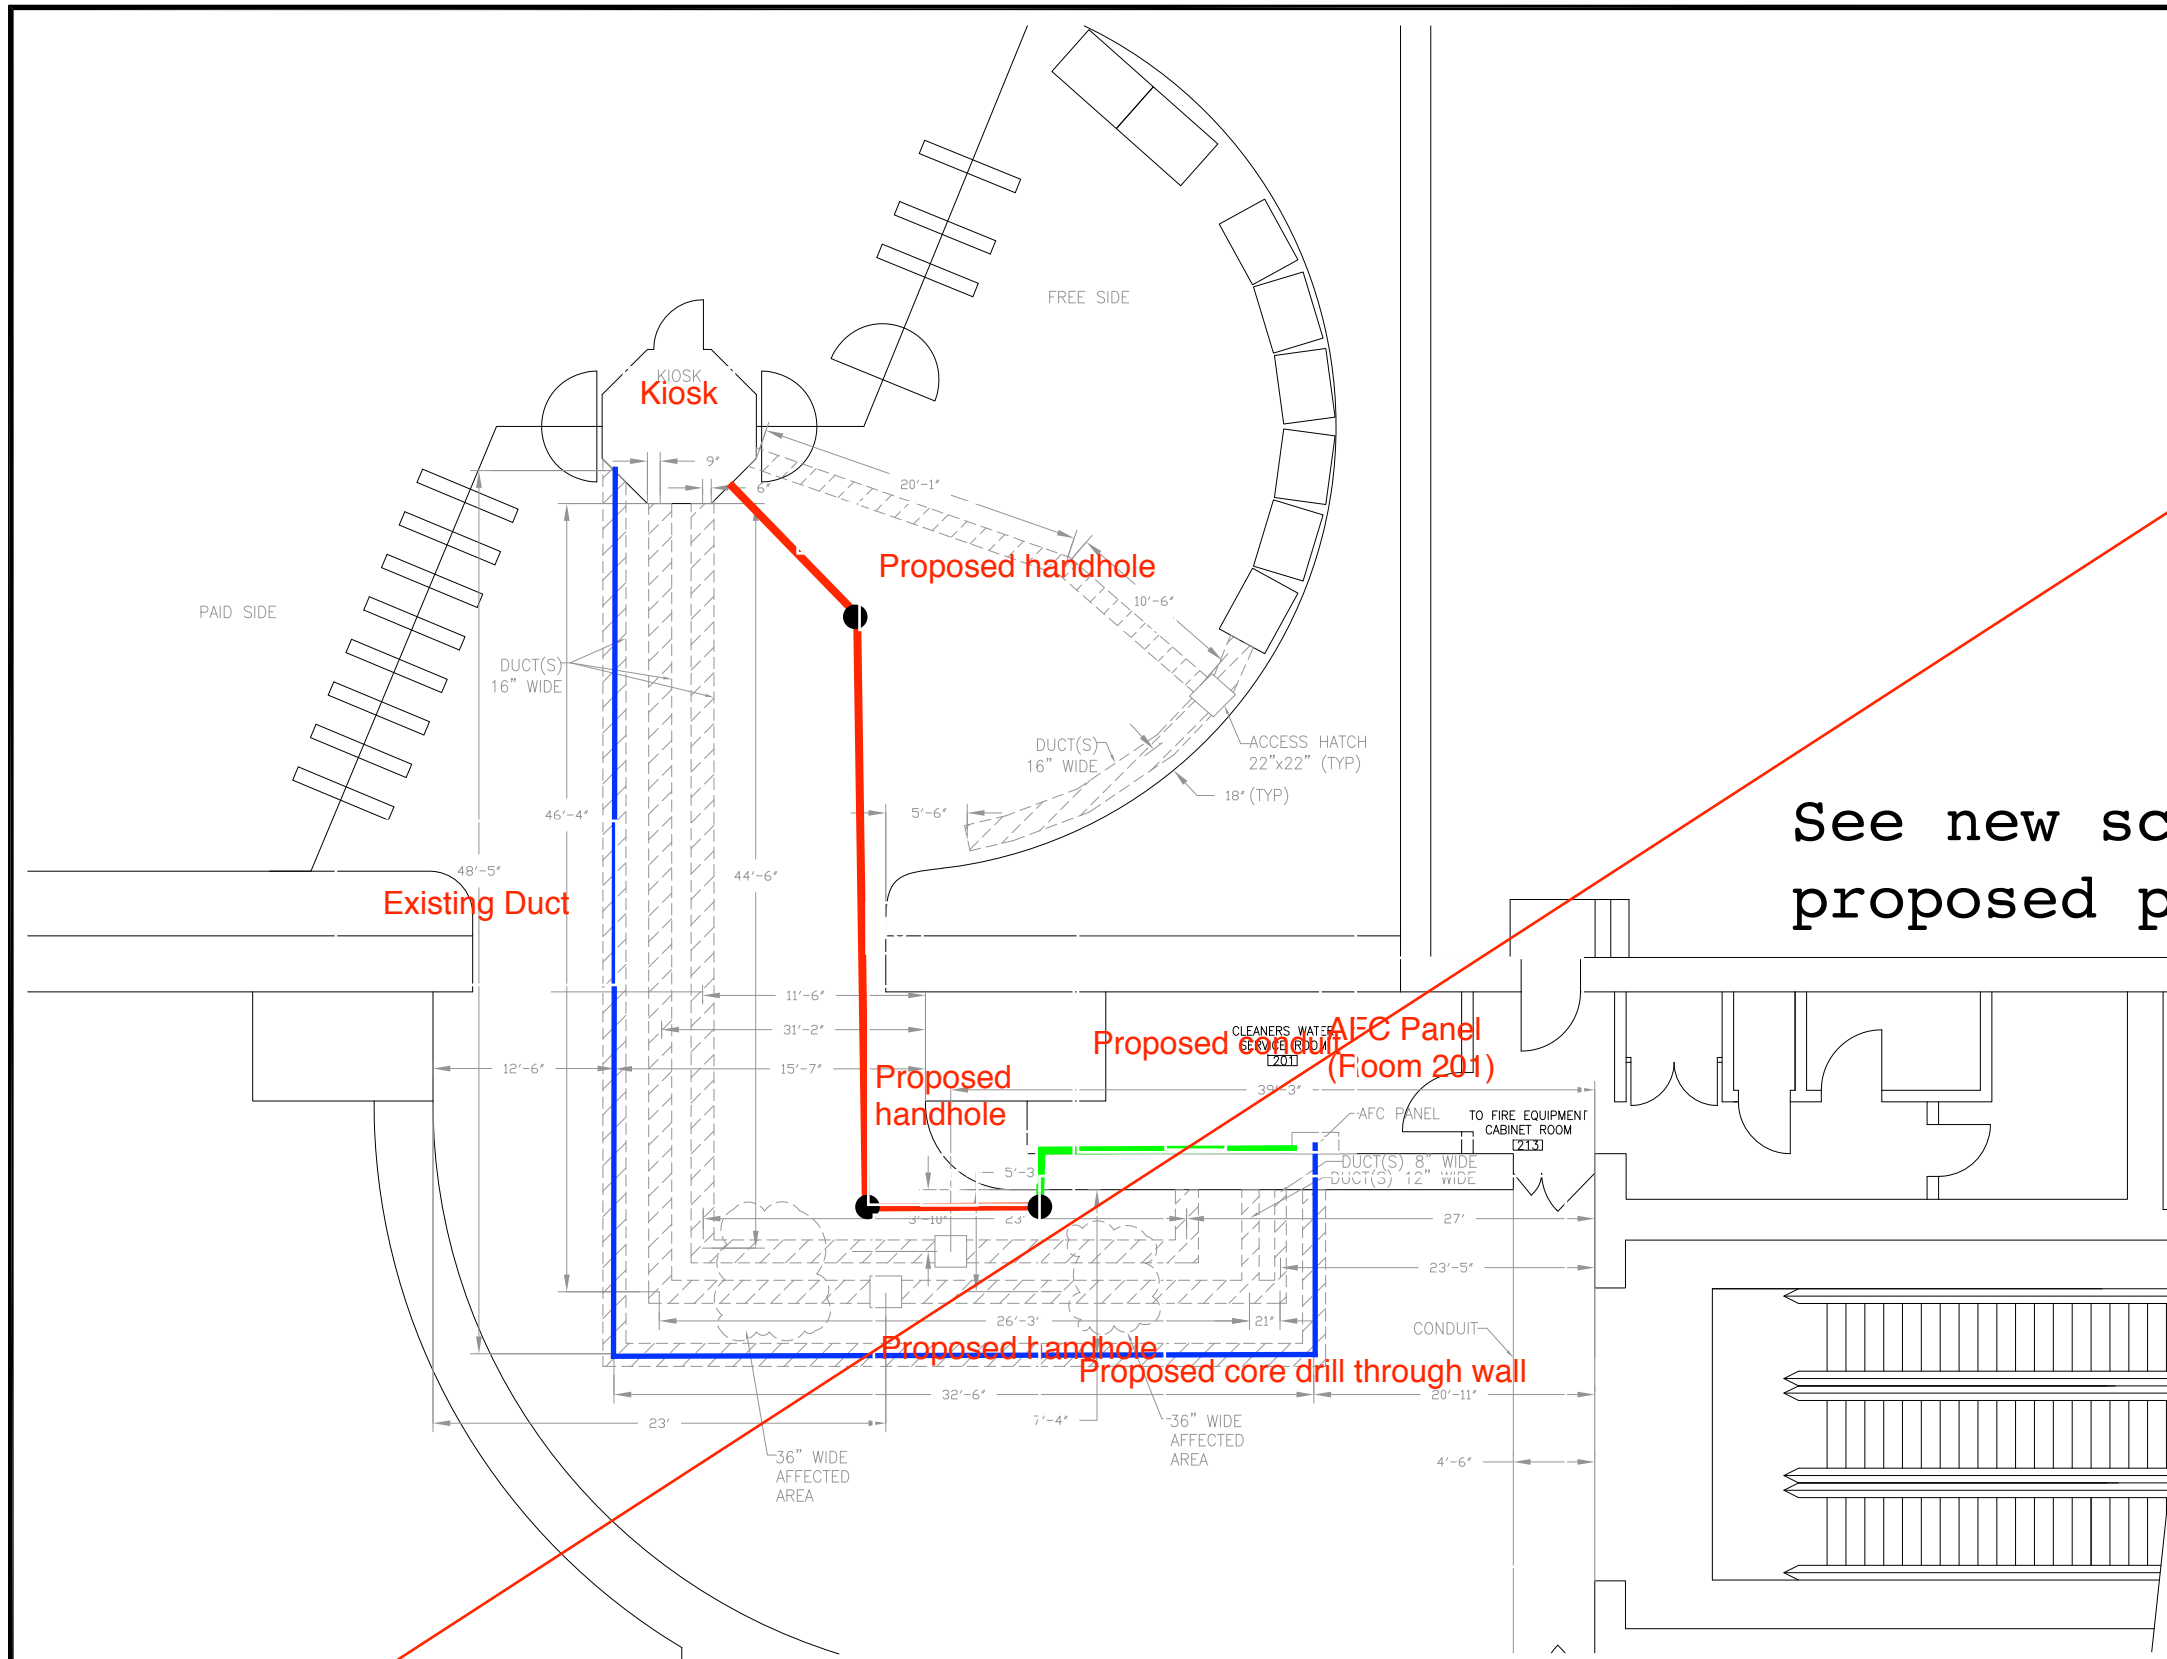 FREE SIDE
KIOSK
Kiosk
9"
6"
20'-1"
Proposed handhole
10'-6"
PAID SIDE
DUCT(S)
16" WIDE
DUCT(S)
16" WIDE
ACCESS HATCH
22"x22" (TYP)
18" (TYP)
46'-4"
5'-6"
See new
proposed
48'-5"
44'-6"
Existing Duct
11'-6"
31'-2"
CLEANERS WATER
SERVICE ROOM
201
Proposed conduit
AFC Panel
(Room 201)
12'-6"
15'-7"
Proposed
handhole
39'-3"
AFC PANEL
TO FIRE EQUIPMENT
CABINET ROOM
213
5'-3
DUCT(S) 8" WIDE
DUCT(S) 12" WIDE
3'-10"
23'
27'
23'-5"
26'-3'
21"
CONDUIT
Proposed handhole
Proposed core drill through wall
32'-6"
20'-11"
23'
7'-4"
36" WIDE
AFFECTED
AREA
36" WIDE
AFFECTED
AREA
4'-6"